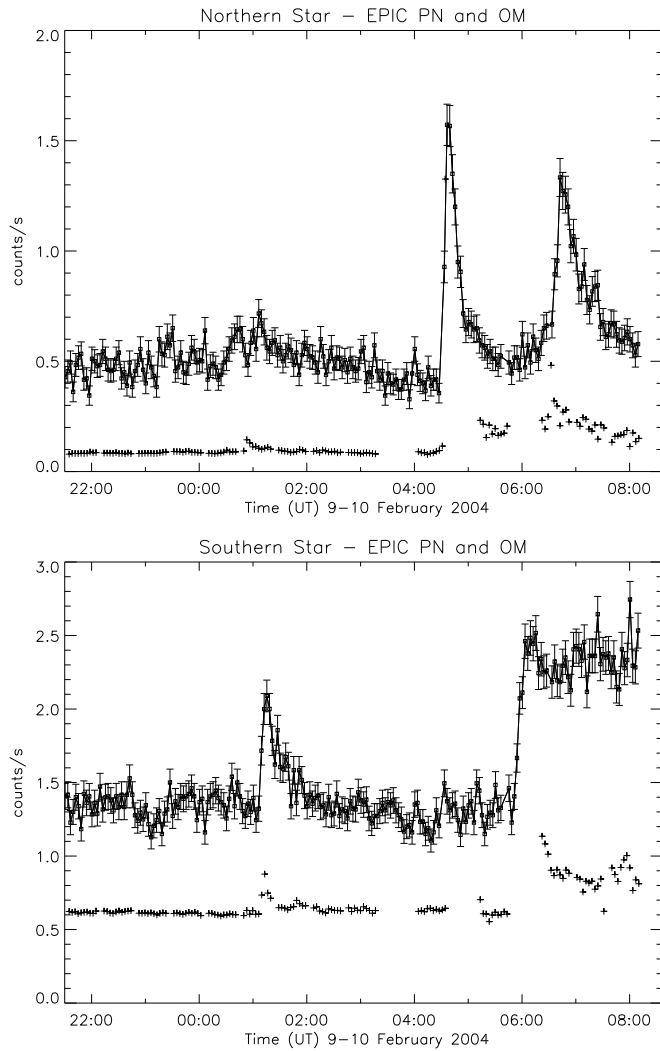 Northern Star – EPIC PN and OM
2.0
1.5
1.0
0.5
0.0
counts/s
22:00 00:00 02:00 04:00 06:00 08:00
Time (UT) 9–10 February 2004
Southern Star – EPIC PN and OM
3.0
2.5
2.0
1.5
1.0
0.5
0.0
counts/s
22:00 00:00 02:00 04:00 06:00 08:00
Time (UT) 9–10 February 2004